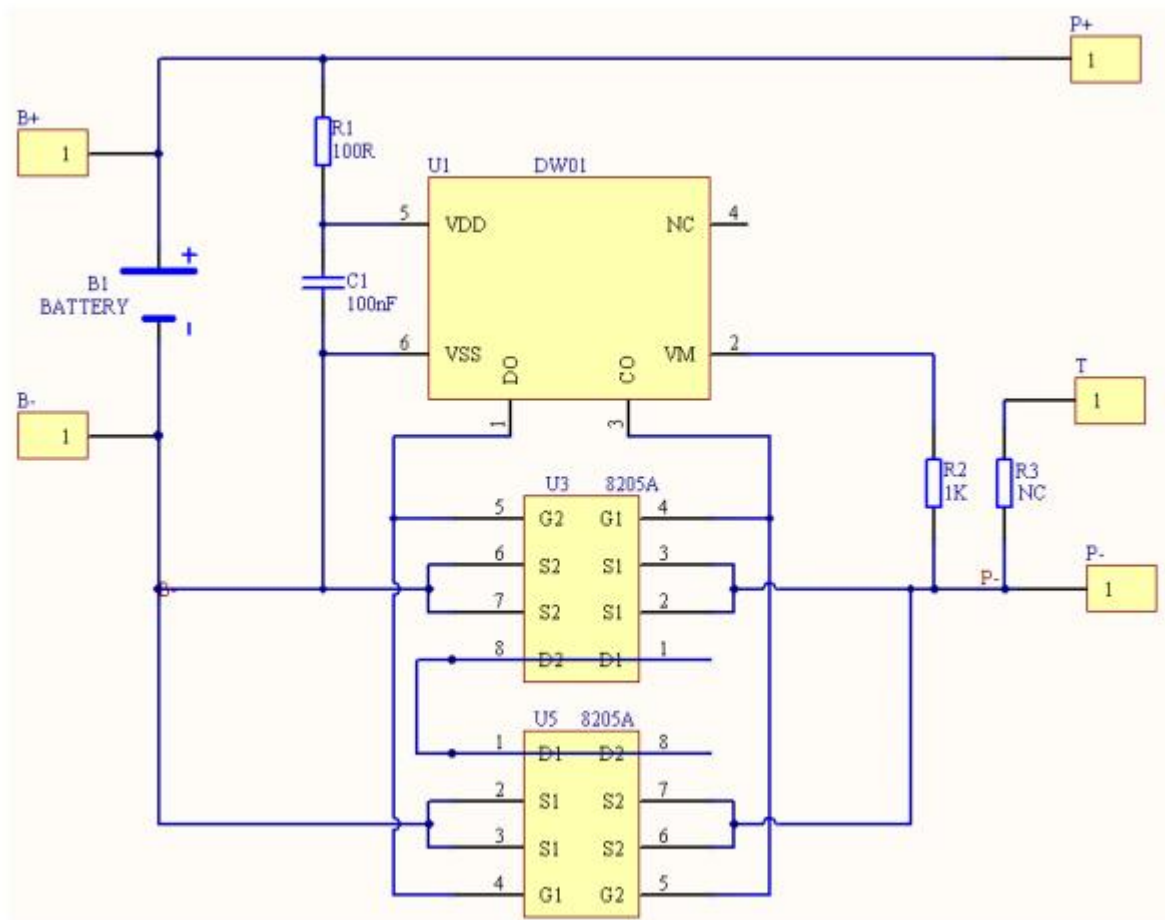 P+
1
B+
1
R1
100R
U1 DW01
5 VDD
NC 4
+
B1
BATTERY
-
C1
100nF
6 VSS
VM 2
DO
CO
1
3
T
1
B-
1
R2
1K
R3
NC
U3 8205A
5 G2 G1 4
6 S2 S1 3
7 S2 S1 2
8 D2 D1 1
B-
P-
P-
1
U5 8205A
1 D1 D2 8
2 S1 S2 7
3 S1 S2 6
4 G1 G2 5